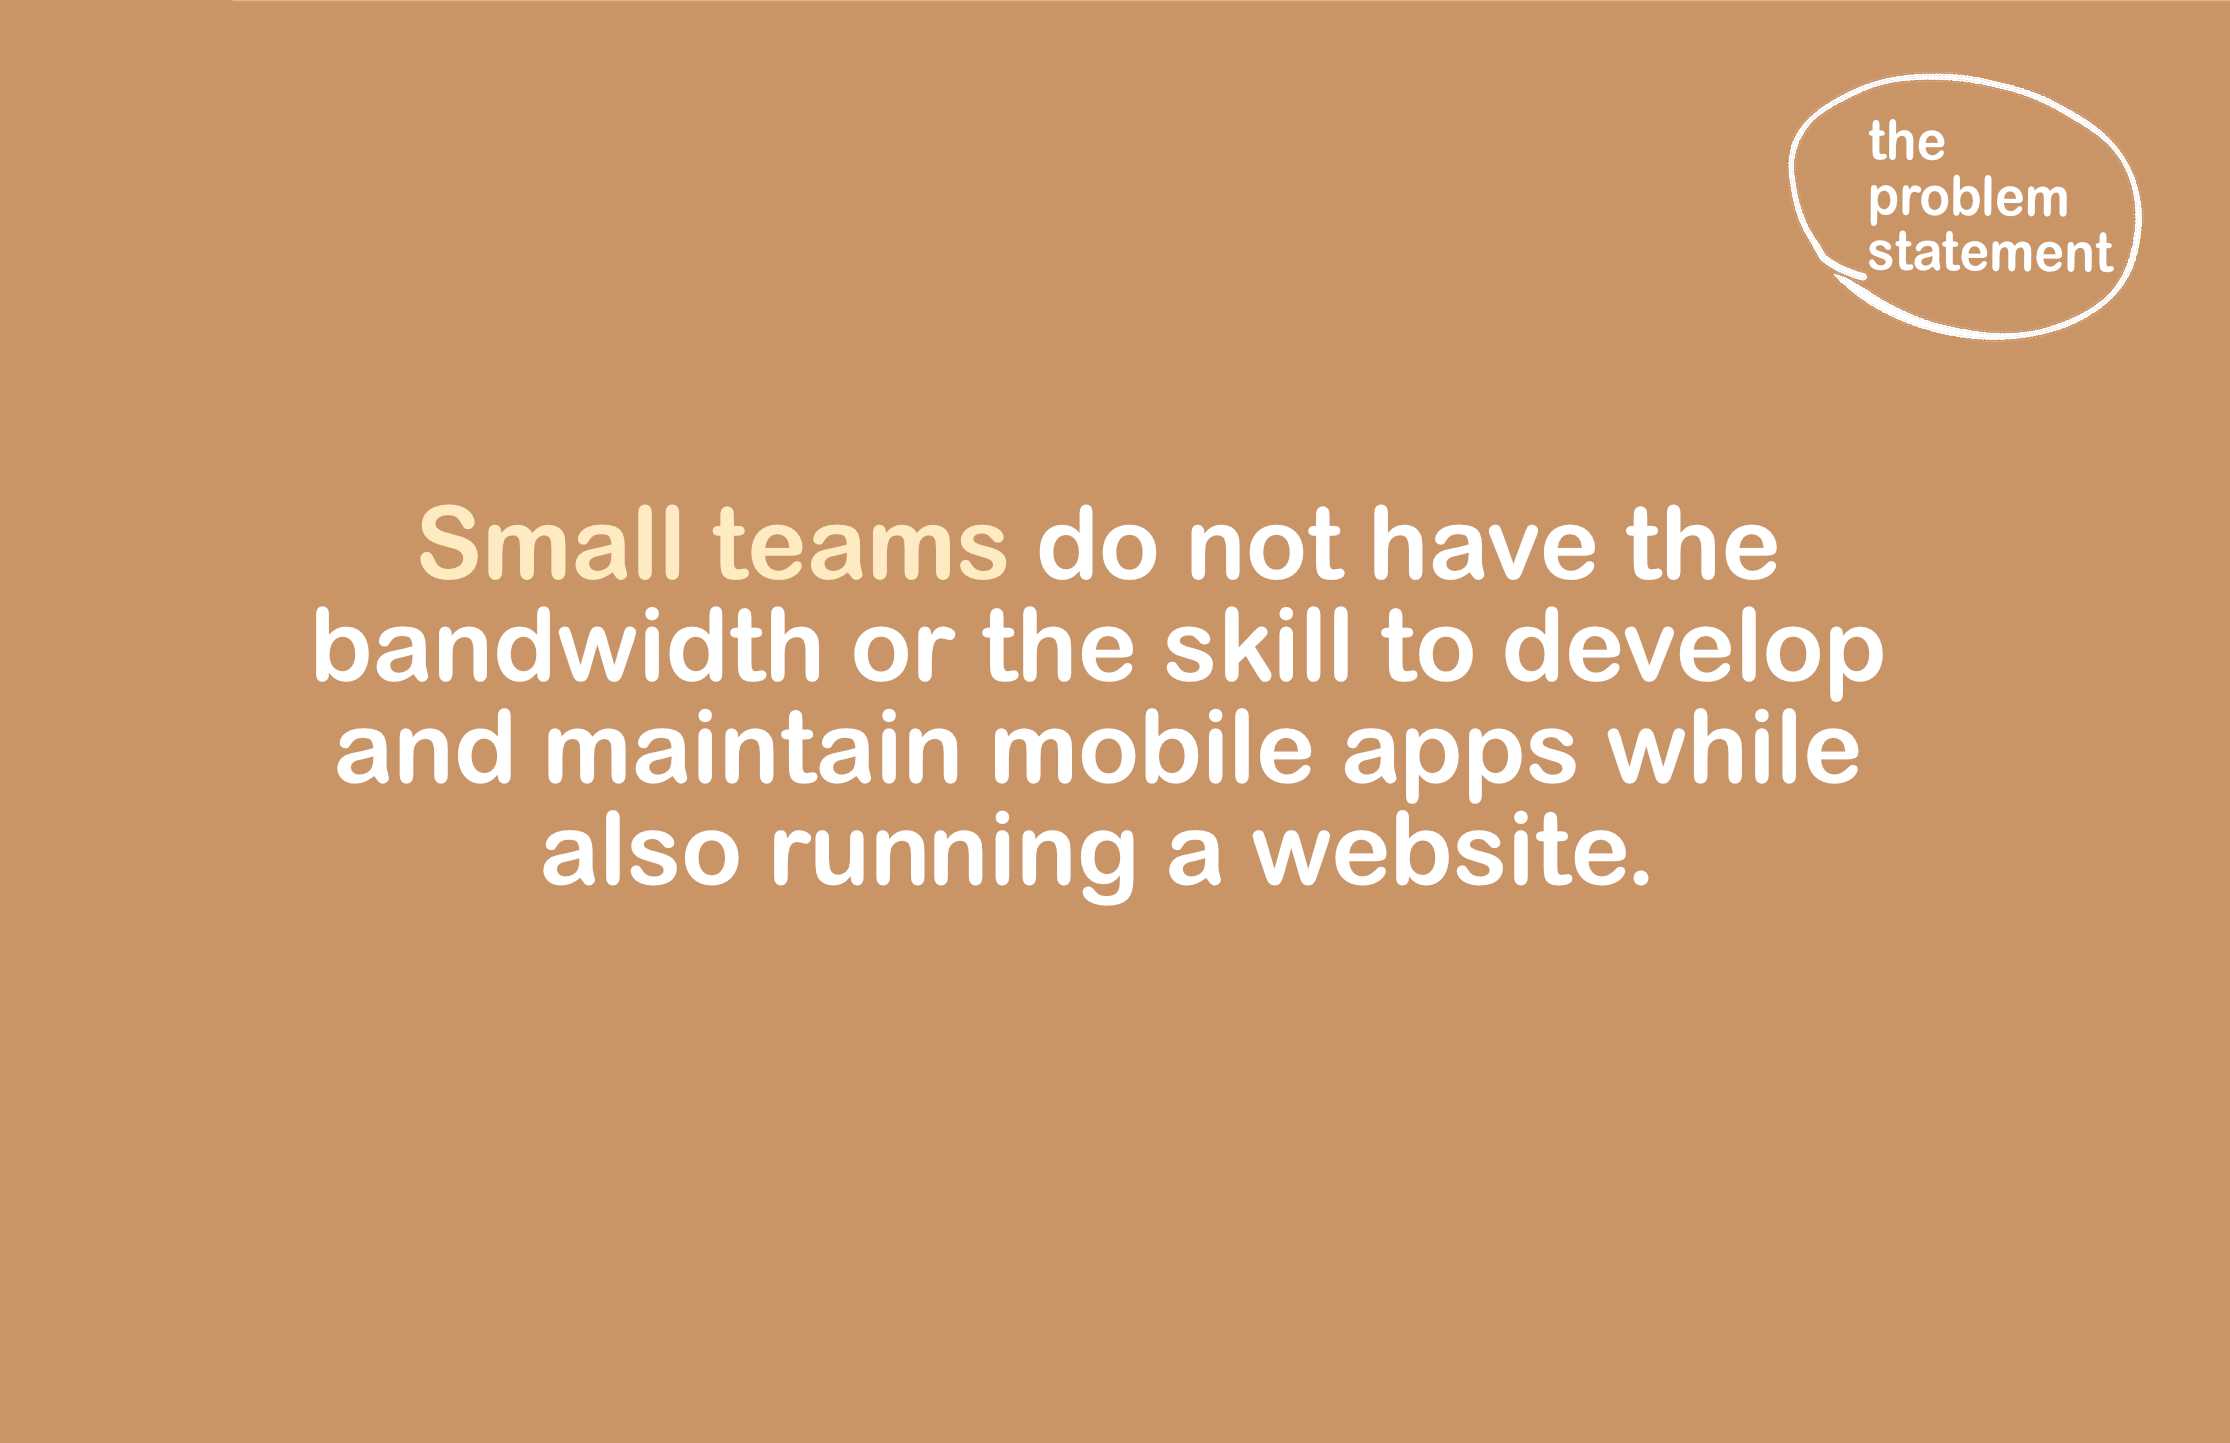 the
problem
statement
Small teams do not have the
bandwidth or the skill to develop
and maintain mobile apps while
also running a website.